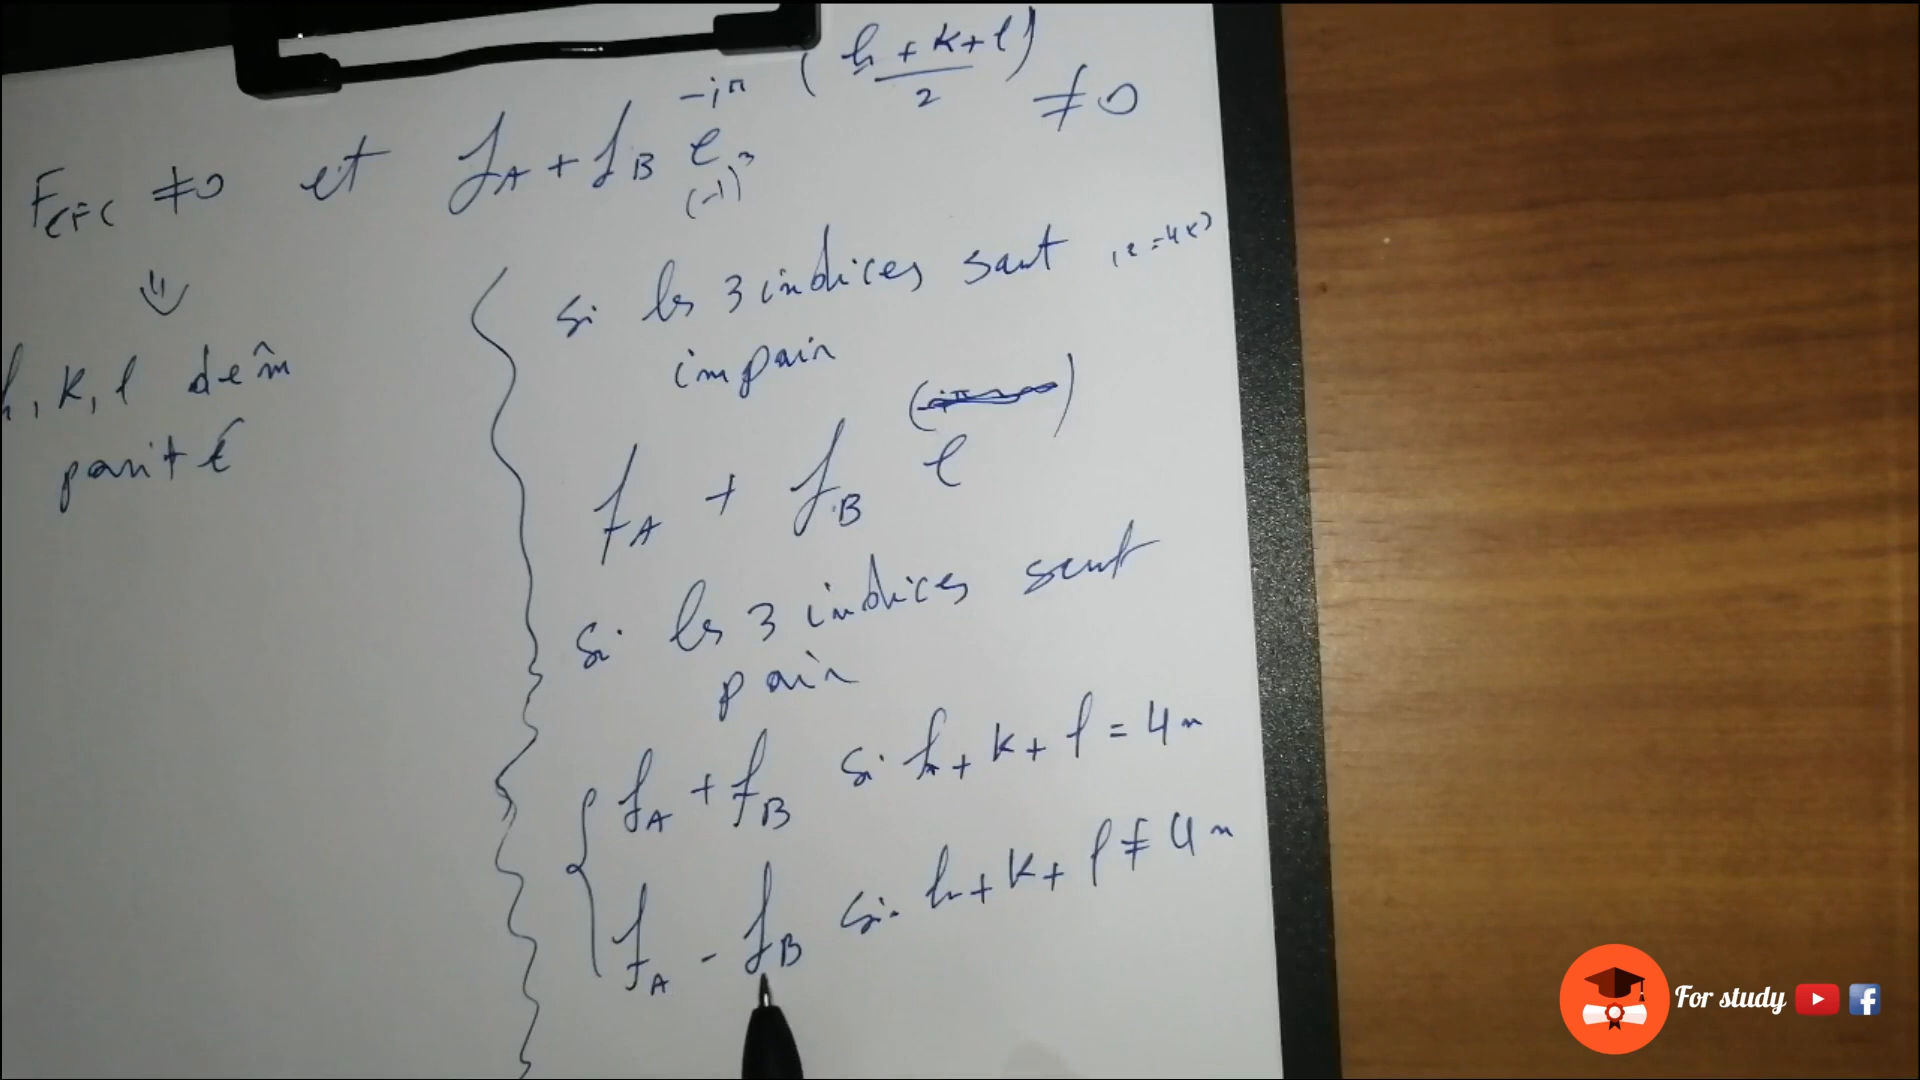 F_CFC ≠0 et f_A + f_B e^{-iπ (h+k+l)/2} ≠0
(-1)ⁿ
⇓
h, k, l de m̂
parité
si les 3 indices sont
impair
f_A + f_B e
si les 3 indices sont
pair
f_A + f_B si h+k+l = 4n
f_A - f_B si h+k+l ≠ 4n
For study